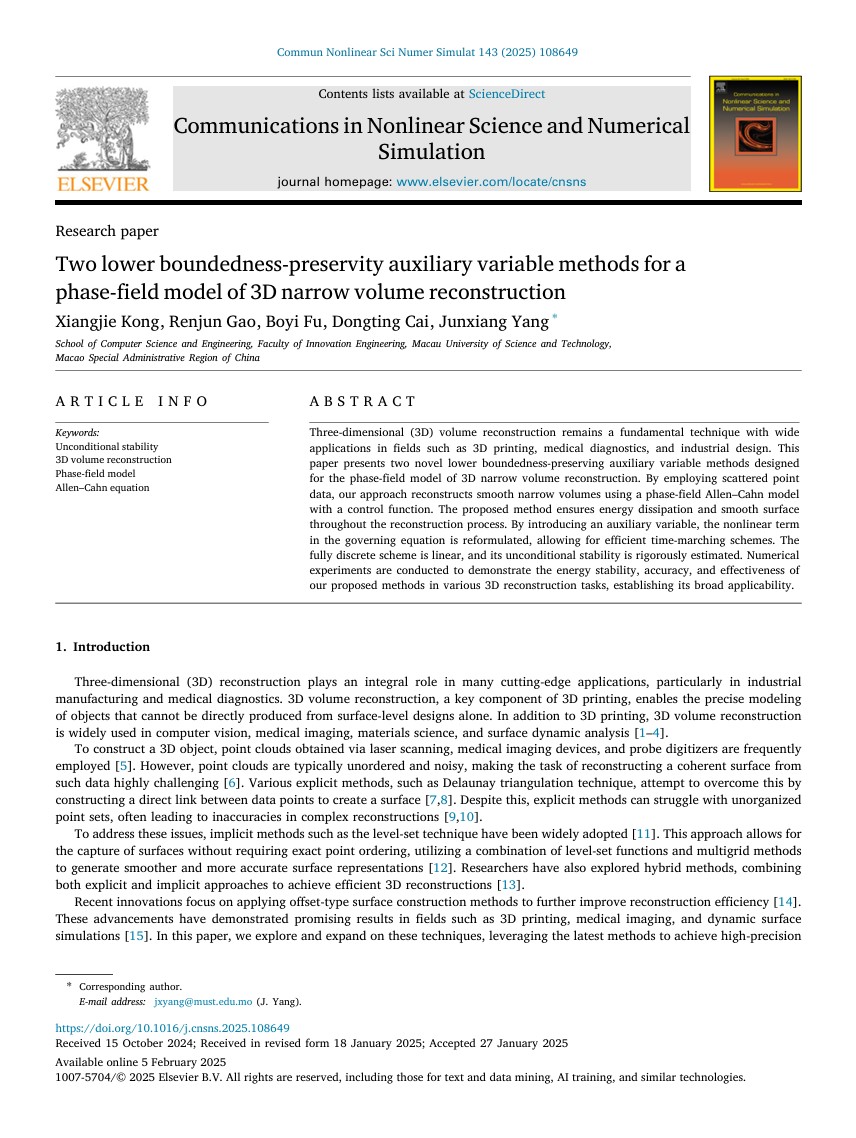 Commun Nonlinear Sci Numer Simulat 143 (2025) 108649
Contents lists available at ScienceDirect
Communications in Nonlinear Science and Numerical
Simulation
journal homepage: www.elsevier.com/locate/cnsns
ELSEVIER
Communications in
Nonlinear Science and
Numerical Simulation
Research paper
Two lower boundedness-preservity auxiliary variable methods for a
phase-field model of 3D narrow volume reconstruction
Xiangjie Kong, Renjun Gao, Boyi Fu, Dongting Cai, Junxiang Yang *
School of Computer Science and Engineering, Faculty of Innovation Engineering, Macau University of Science and Technology,
Macao Special Administrative Region of China
ARTICLE INFO
Keywords:
Unconditional stability
3D volume reconstruction
Phase-field model
Allen–Cahn equation
ABSTRACT
Three-dimensional (3D) volume reconstruction remains a fundamental technique with wide
applications in fields such as 3D printing, medical diagnostics, and industrial design. This
paper presents two novel lower boundedness-preserving auxiliary variable methods designed
for the phase-field model of 3D narrow volume reconstruction. By employing scattered point
data, our approach reconstructs smooth narrow volumes using a phase-field Allen–Cahn model
with a control function. The proposed method ensures energy dissipation and smooth surface
throughout the reconstruction process. By introducing an auxiliary variable, the nonlinear term
in the governing equation is reformulated, allowing for efficient time-marching schemes. The
fully discrete scheme is linear, and its unconditional stability is rigorously estimated. Numerical
experiments are conducted to demonstrate the energy stability, accuracy, and effectiveness of
our proposed methods in various 3D reconstruction tasks, establishing its broad applicability.
1. Introduction
Three-dimensional (3D) reconstruction plays an integral role in many cutting-edge applications, particularly in industrial
manufacturing and medical diagnostics. 3D volume reconstruction, a key component of 3D printing, enables the precise modeling
of objects that cannot be directly produced from surface-level designs alone. In addition to 3D printing, 3D volume reconstruction
is widely used in computer vision, medical imaging, materials science, and surface dynamic analysis [1–4].
To construct a 3D object, point clouds obtained via laser scanning, medical imaging devices, and probe digitizers are frequently
employed [5]. However, point clouds are typically unordered and noisy, making the task of reconstructing a coherent surface from
such data highly challenging [6]. Various explicit methods, such as Delaunay triangulation technique, attempt to overcome this by
constructing a direct link between data points to create a surface [7,8]. Despite this, explicit methods can struggle with unorganized
point sets, often leading to inaccuracies in complex reconstructions [9,10].
To address these issues, implicit methods such as the level-set technique have been widely adopted [11]. This approach allows for
the capture of surfaces without requiring exact point ordering, utilizing a combination of level-set functions and multigrid methods
to generate smoother and more accurate surface representations [12]. Researchers have also explored hybrid methods, combining
both explicit and implicit approaches to achieve efficient 3D reconstructions [13].
Recent innovations focus on applying offset-type surface construction methods to further improve reconstruction efficiency [14].
These advancements have demonstrated promising results in fields such as 3D printing, medical imaging, and dynamic surface
simulations [15]. In this paper, we explore and expand on these techniques, leveraging the latest methods to achieve high-precision
* Corresponding author.
E-mail address: jxyang@must.edu.mo (J. Yang).
https://doi.org/10.1016/j.cnsns.2025.108649
Received 15 October 2024; Received in revised form 18 January 2025; Accepted 27 January 2025
Available online 5 February 2025
1007-5704/© 2025 Elsevier B.V. All rights are reserved, including those for text and data mining, AI training, and similar technologies.